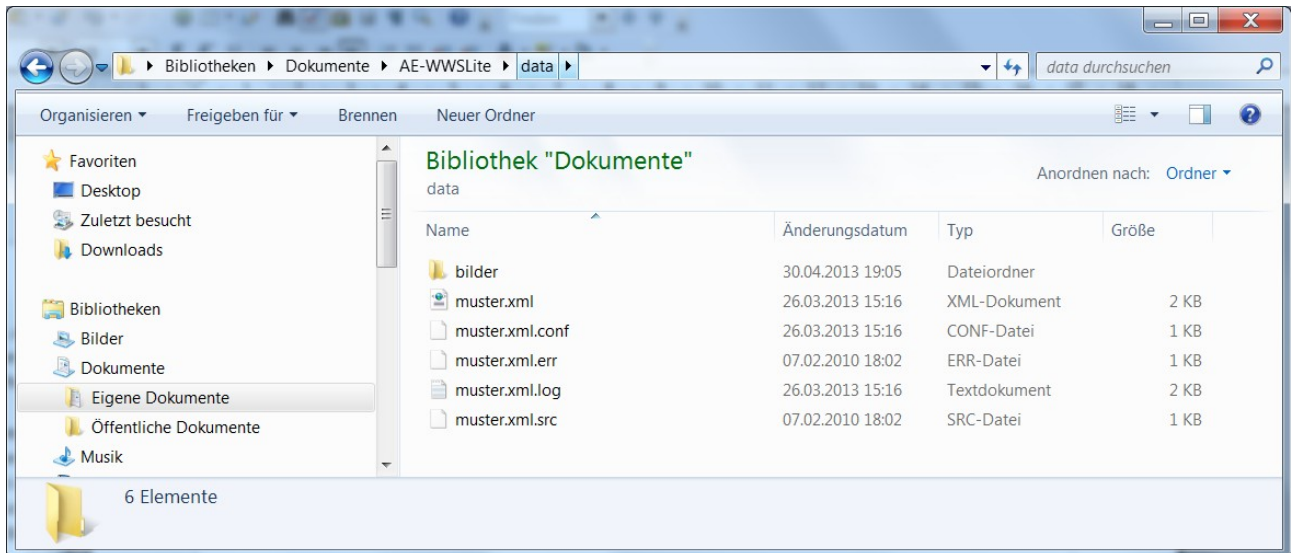 Bibliotheken Dokumente AE-WWSLite data data durchsuchen
Organisieren Freigeben für Brennen Neuer Ordner
Favoriten
Desktop
Zuletzt besucht
Downloads
Bibliotheken
Bilder
Dokumente
Eigene Dokumente
Öffentliche Dokumente
Musik
Bibliothek "Dokumente"
data
Anordnen nach: Ordner
Name Änderungsdatum Typ Größe
bilder 30.04.2013 19:05 Dateiordner
muster.xml 26.03.2013 15:16 XML-Dokument 2 KB
muster.xml.conf 26.03.2013 15:16 CONF-Datei 1 KB
muster.xml.err 07.02.2010 18:02 ERR-Datei 1 KB
muster.xml.log 26.03.2013 15:16 Textdokument 2 KB
muster.xml.src 07.02.2010 18:02 SRC-Datei 1 KB
6 Elemente